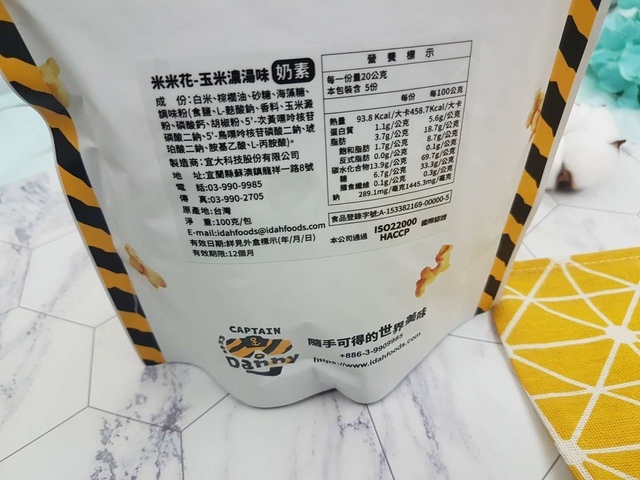 米米花-玉米濃湯味 奶素
成 份:白米、棕櫚油、砂糖、海藻糖、
調味粉(食鹽、L-麩酸鈉、香料、玉米澱
粉、磷酸鈣、胡椒粉、5'-次黃嘌呤核苷
磷酸二鈉、5'-鳥嘌呤核苷磷酸二鈉、琥
珀酸二鈉、胺基乙酸、L-丙胺酸)。
製造商:宜大科技股份有限公司
地 址:宜蘭縣蘇澳鎮龍祥一路8號
電 話:03-990-9985
傳 真:03-990-2705
原產地:台灣
淨 重:100克/包
E-mail:idahfoods@idahfoods.com
有效日期:詳見外盒標示(年/月/日)
有效期限:12個月
營養標示
每一份量20公克
本包裝含 5份
每份 每100公克
熱量 93.8 Kcal/大卡 458.7Kcal/大卡
蛋白質 1.1g/公克 5.6g/公克
脂肪 3.7g/公克 18.7g/公克
飽和脂肪 1.7g/公克 8.7g/公克
反式脂肪 0.0g/公克 0.1g/公克
碳水化合物 13.9g/公克 69.7g/公克
糖 6.7g/公克 33.3g/公克
膳食纖維 0.1g/公克 0.3g/公克
鈉 289.1mg/毫克 1445.3mg/毫克
食品登錄字號:A-153382169-00000-5
本公司通過 ISO22000 HACCP 國際認證
CAPTAIN
Danny
隨手可得的世界美味
+886-3-9909985
https://www.idahfoods.com